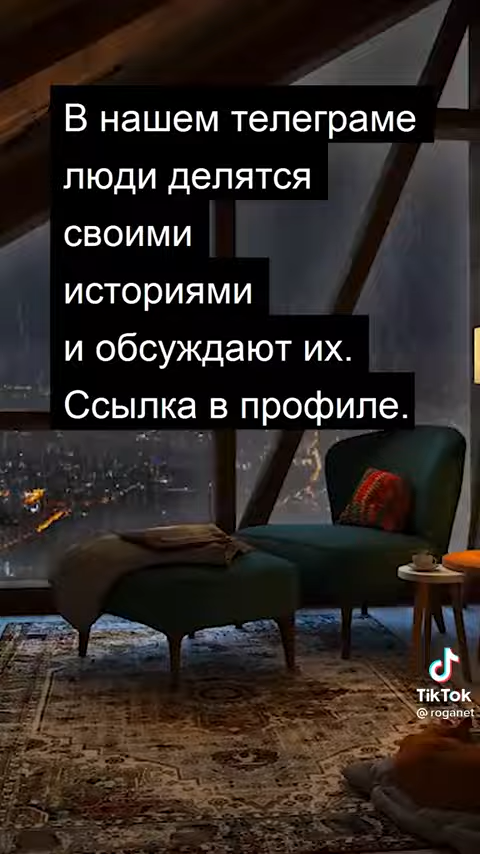 В нашем телеграме
люди делятся
своими
историями
и обсуждают их.
Ссылка в профиле.
TikTok
@roganet